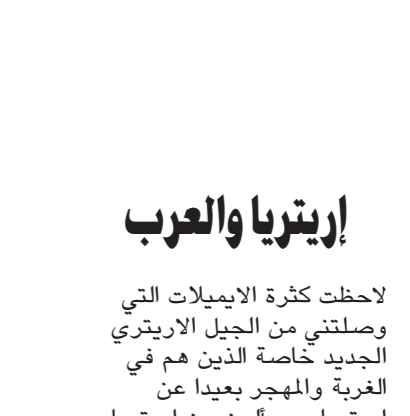 إريتريا والعرب
لاحظت كثرة الايميلات التي
وصلتني من الجيل الاريتري
الجديد خاصة الذين هم في
الغربة والمهجر بعيدا عن